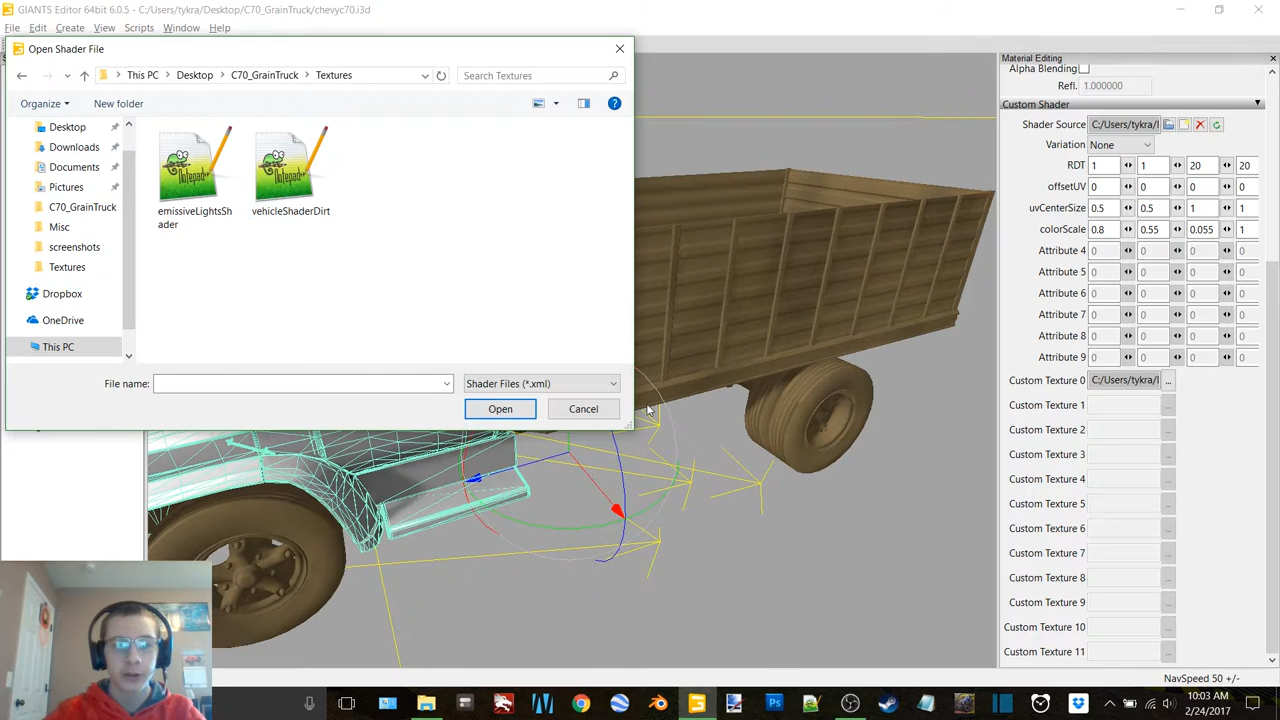 GIANTS Editor 64bit 6.0.5 - C:/Users/tykra/Desktop/C70_GrainTruck/chevyc70.i3d
File Edit Create View Scripts Window Help
Open Shader File
This PC > Desktop > C70_GrainTruck > Textures
Search Textures
Organize
New folder
Desktop
Downloads
Documents
Pictures
C70_GrainTruck
Misc
screenshots
Textures
Dropbox
OneDrive
This PC
emissiveLightsSh
ader
vehicleShaderDirt
File name:
Shader Files (*.xml)
Open
Cancel
Material Editing
Alpha Blending
Refl. 1.000000
Custom Shader
Shader Source C:/Users/tykra/
Variation None
RDT 1 1 20 20
offsetUV 0 0 0 0
uvCenterSize 0.5 0.5 1 1
colorScale 0.8 0.55 0.055 1
Attribute 4 0 0 0 0
Attribute 5 0 0 0 0
Attribute 6 0 0 0 0
Attribute 7 0 0 0 0
Attribute 8 0 0 0 0
Attribute 9 0 0 0 0
Custom Texture 0 C:/Users/tykra/ ...
Custom Texture 1 ...
Custom Texture 2 ...
Custom Texture 3 ...
Custom Texture 4 ...
Custom Texture 5 ...
Custom Texture 6 ...
Custom Texture 7 ...
Custom Texture 8 ...
Custom Texture 9 ...
Custom Texture 10 ...
Custom Texture 11 ...
NavSpeed 50 +/-
10:03 AM
2/24/2017